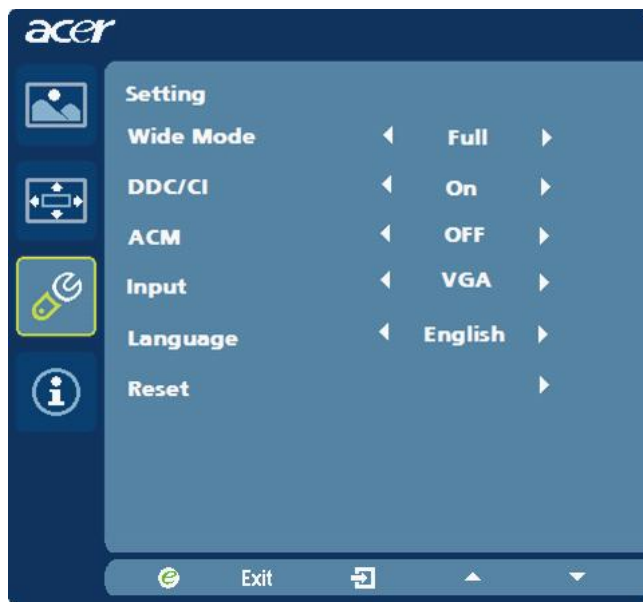 acer
Setting
Wide Mode Full
DDC/CI On
ACM OFF
Input VGA
Language English
Reset
e Exit